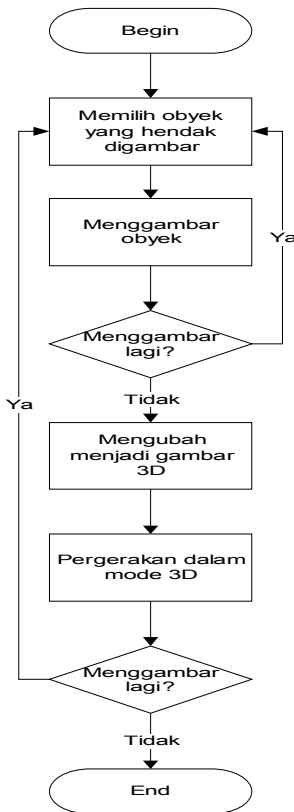 Begin
Memilih obyek
yang hendak
digambar
Menggambar
obyek
Ya
Menggambar
lagi?
Tidak
Ya
Mengubah
menjadi gambar
3D
Pergerakan dalam
mode 3D
Menggambar
lagi?
Tidak
End